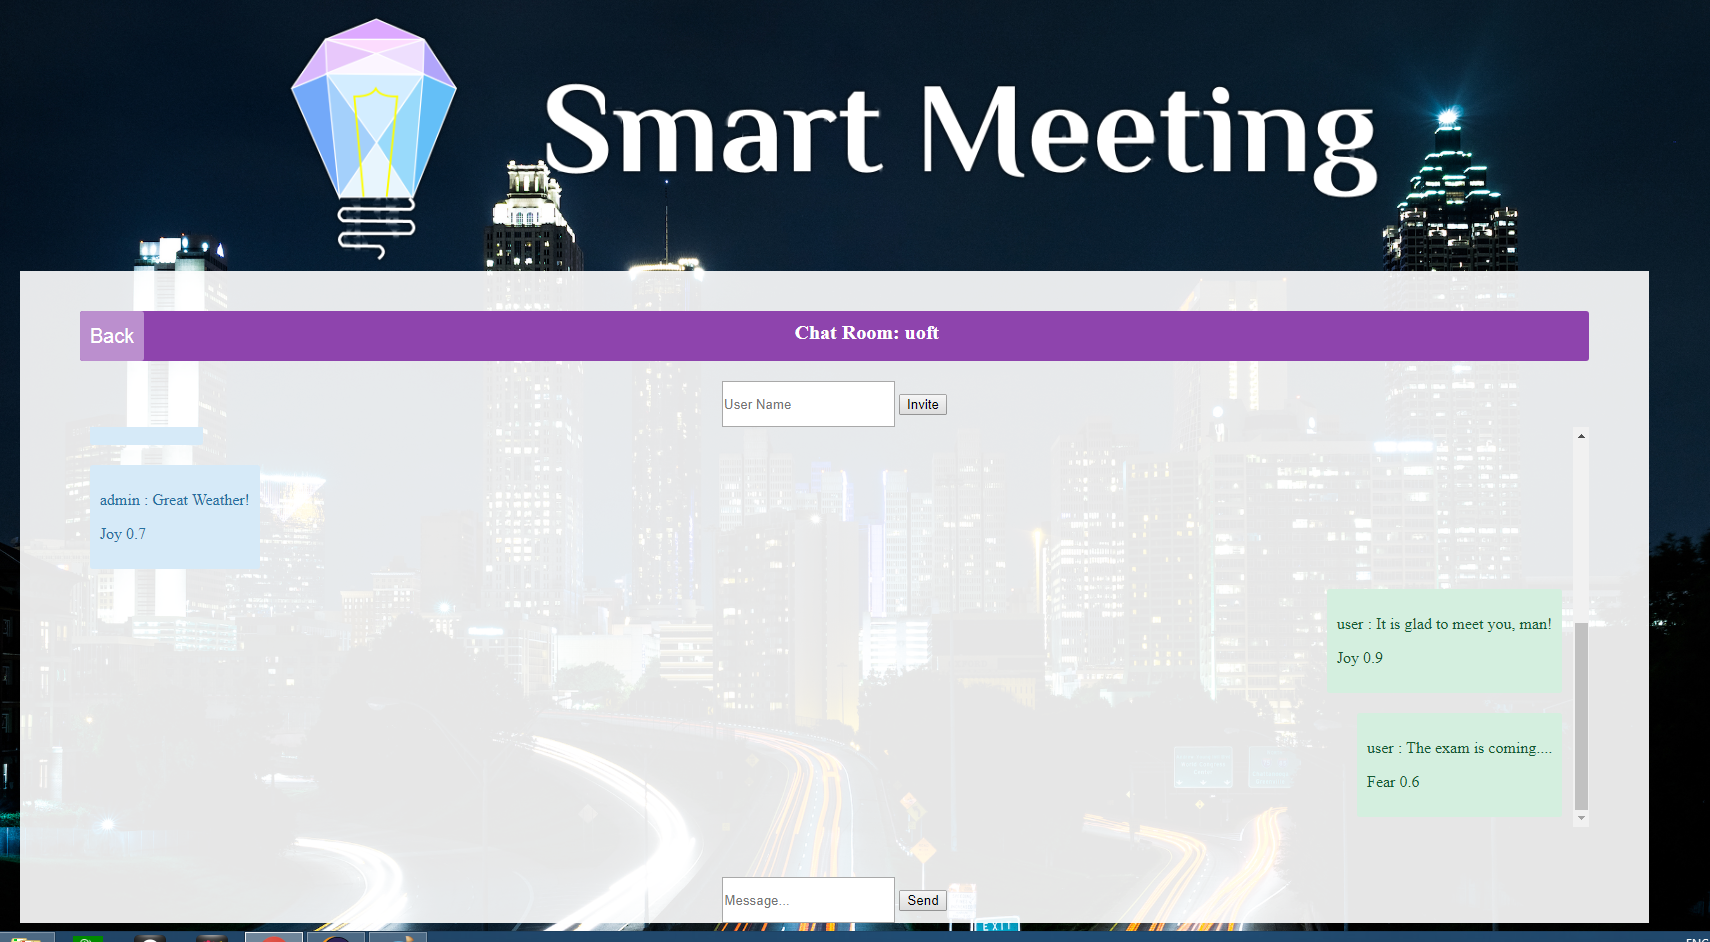 Smart Meeting
Back
Chat Room: uoft
User Name
Invite
admin : Great Weather!
Joy 0.7
user : It is glad to meet you, man!
Joy 0.9
user : The exam is coming....
Fear 0.6
Message...
Send
EXIT